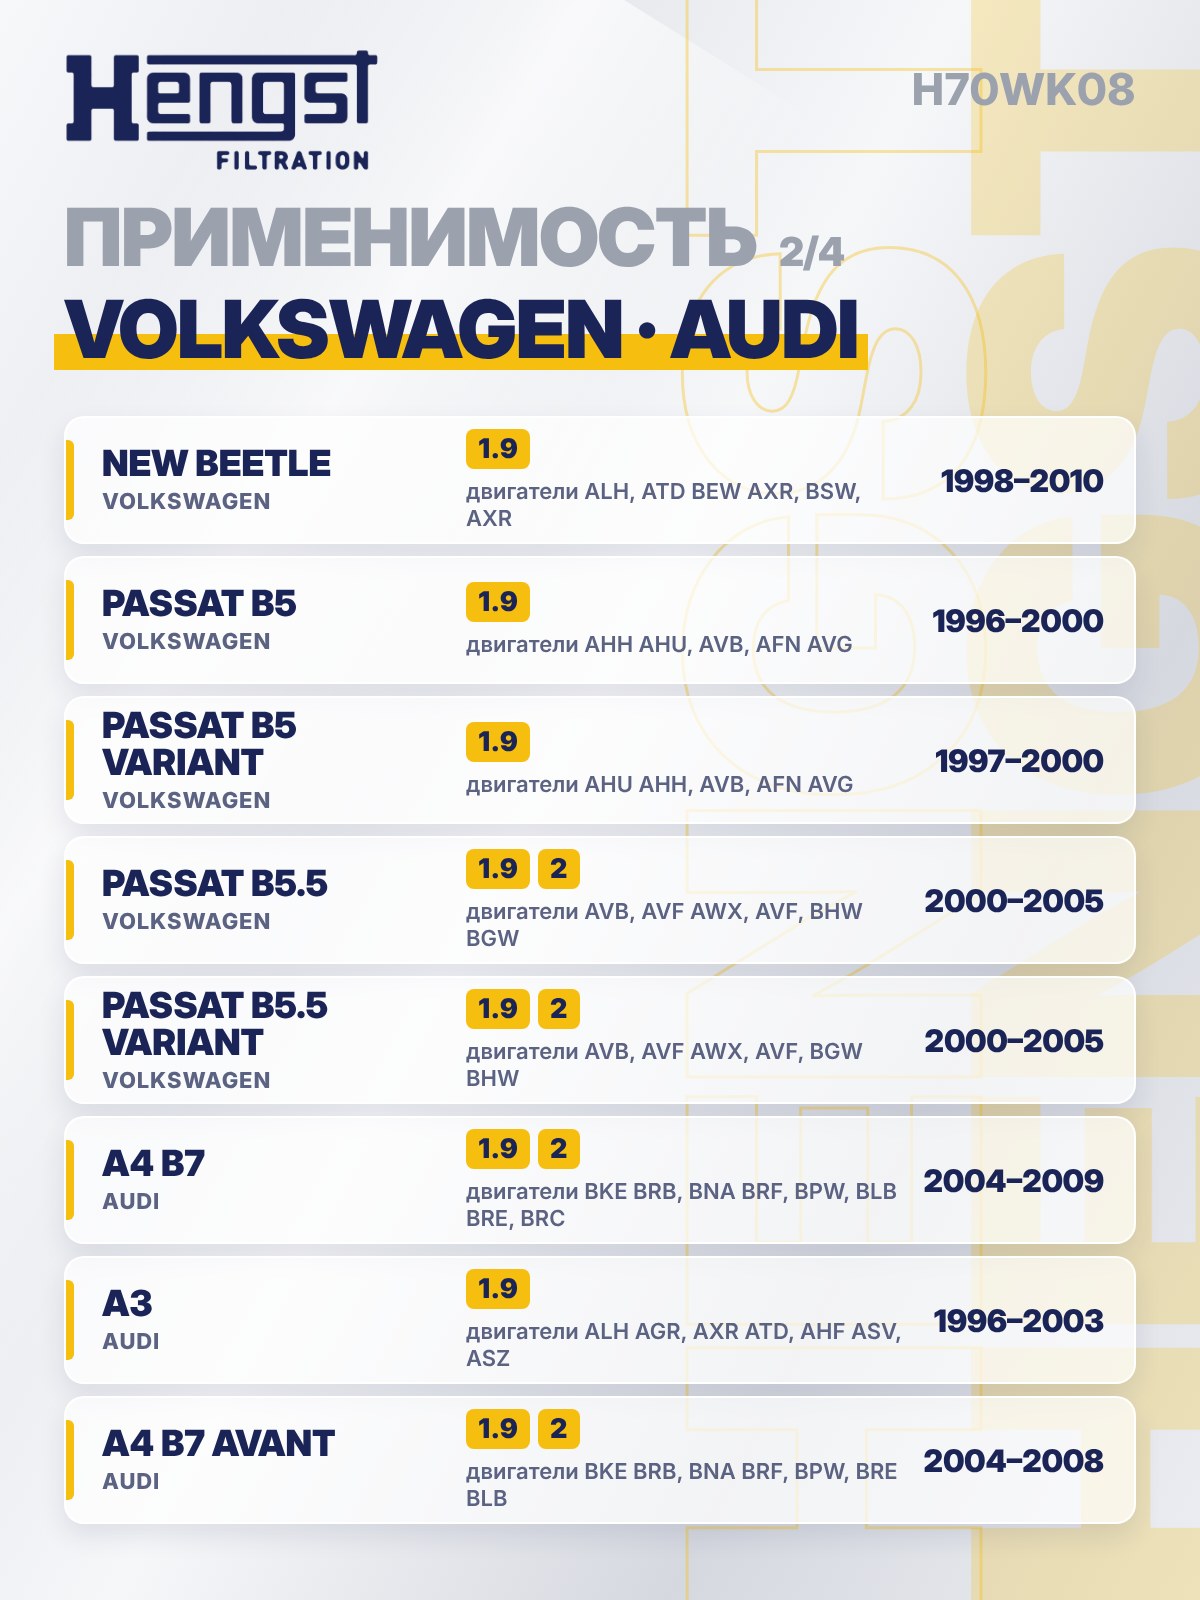 Hengst
FILTRATION
H70WK08
ПРИМЕНИМОСТЬ 2/4
VOLKSWAGEN · AUDI
NEW BEETLE
VOLKSWAGEN
1.9
двигатели ALH, ATD BEW AXR, BSW,
AXR
1998–2010
PASSAT B5
VOLKSWAGEN
1.9
двигатели AHH AHU, AVB, AFN AVG
1996–2000
PASSAT B5
VARIANT
VOLKSWAGEN
1.9
двигатели AHU AHH, AVB, AFN AVG
1997–2000
PASSAT B5.5
VOLKSWAGEN
1.9 2
двигатели AVB, AVF AWX, AVF, BHW
BGW
2000–2005
PASSAT B5.5
VARIANT
VOLKSWAGEN
1.9 2
двигатели AVB, AVF AWX, AVF, BGW
BHW
2000–2005
A4 B7
AUDI
1.9 2
двигатели BKE BRB, BNA BRF, BPW, BLB
BRE, BRC
2004–2009
A3
AUDI
1.9
двигатели ALH AGR, AXR ATD, AHF ASV,
ASZ
1996–2003
A4 B7 AVANT
AUDI
1.9 2
двигатели BKE BRB, BNA BRF, BPW, BRE
BLB
2004–2008
HENGST
HENGST